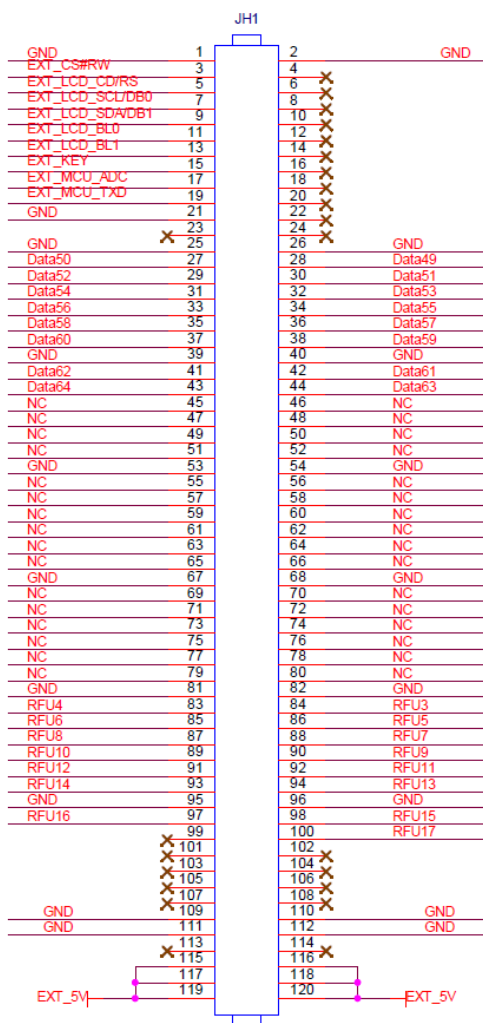 JH1
GND 1 2 GND
EXT_CS#RW 3 4
EXT_LCD_CD/RS 5 6
EXT_LCD_SCL/DB0 7 8
EXT_LCD_SDA/DB1 9 10
EXT_LCD_BL0 11 12
EXT_LCD_BL1 13 14
EXT_KEY 15 16
EXT_MCU_ADC 17 18
EXT_MCU_TXD 19 20
GND 21 22
23 24
GND 25 26 GND
Data50 27 28 Data49
Data52 29 30 Data51
Data54 31 32 Data53
Data56 33 34 Data55
Data58 35 36 Data57
Data60 37 38 Data59
GND 39 40 GND
Data62 41 42 Data61
Data64 43 44 Data63
NC 45 46 NC
NC 47 48 NC
NC 49 50 NC
NC 51 52 NC
GND 53 54 GND
NC 55 56 NC
NC 57 58 NC
NC 59 60 NC
NC 61 62 NC
NC 63 64 NC
NC 65 66 NC
GND 67 68 GND
NC 69 70 NC
NC 71 72 NC
NC 73 74 NC
NC 75 76 NC
NC 77 78 NC
NC 79 80 NC
GND 81 82 GND
RFU4 83 84 RFU3
RFU6 85 86 RFU5
RFU8 87 88 RFU7
RFU10 89 90 RFU9
RFU12 91 92 RFU11
RFU14 93 94 RFU13
GND 95 96 GND
RFU16 97 98 RFU15
99 100 RFU17
101 102
103 104
105 106
107 108
GND 109 110 GND
GND 111 112 GND
113 114
115 116
117 118
EXT_5V 119 120 EXT_5V